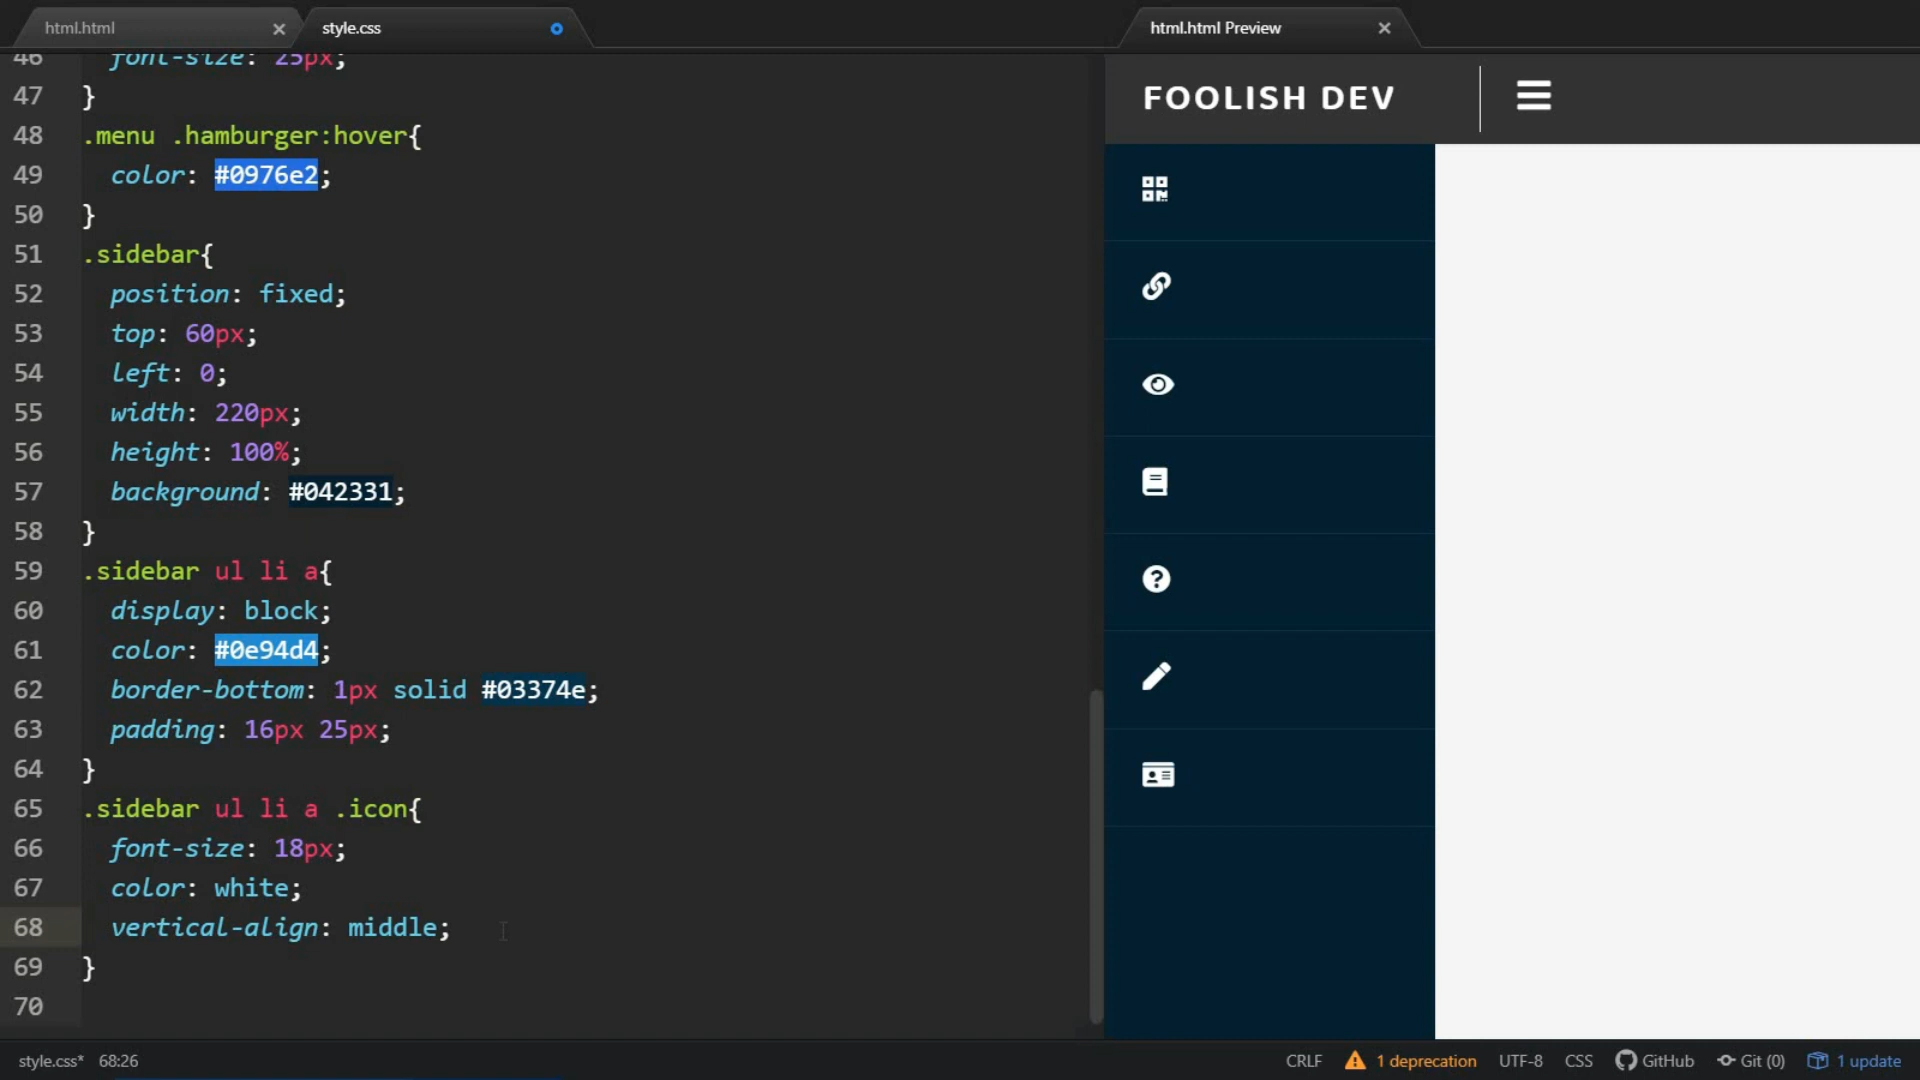 html.html
style.css
html.html Preview
46 font-size: 25px;
47 }
48 .menu .hamburger:hover{
49 color: #0976e2;
50 }
51 .sidebar{
52 position: fixed;
53 top: 60px;
54 left: 0;
55 width: 220px;
56 height: 100%;
57 background: #042331;
58 }
59 .sidebar ul li a{
60 display: block;
61 color: #0e94d4;
62 border-bottom: 1px solid #03374e;
63 padding: 16px 25px;
64 }
65 .sidebar ul li a .icon{
66 font-size: 18px;
67 color: white;
68 vertical-align: middle;
69 }
70
FOOLISH DEV
style.css* 68:26
CRLF 1 deprecation UTF-8 CSS GitHub Git (0) 1 update